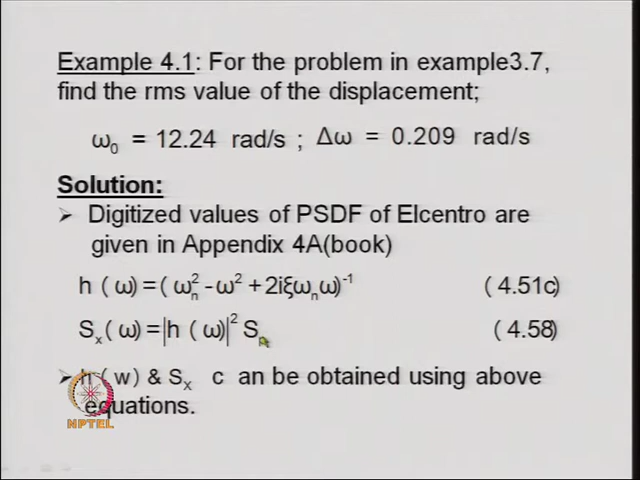 Example 4.1: For the problem in example3.7,
find the rms value of the displacement;
ω₀ = 12.24 rad/s ; Δω = 0.209 rad/s
Solution:
➢ Digitized values of PSDF of Elcentro are
given in Appendix 4A(book)
h ( ω) =( ωₙ² -ω² +2iξωₙω)⁻¹ ( 4.51c)
Sₓ(ω) =|h ( ω)|² S ( 4.58)
➢ h ( w) & Sₓ c an be obtained using above
equations.
NPTEL